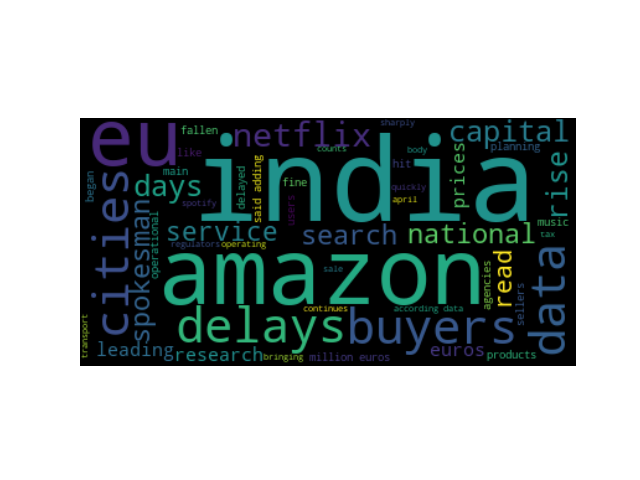 eu
fallen
netflix
sharply
capital
planning
like
india
counts
body
hit
main
days
cities
began
delayed
said adding
fine
users
spotify
quickly
april
prices
rise
music
tax
spokesman
operational
service
regulators
operating
search
national
amazon
sale
agencies
read
sellers
data
delays
continues
according data
buyers
transport
leading
research
bringing
million euros
euros
products